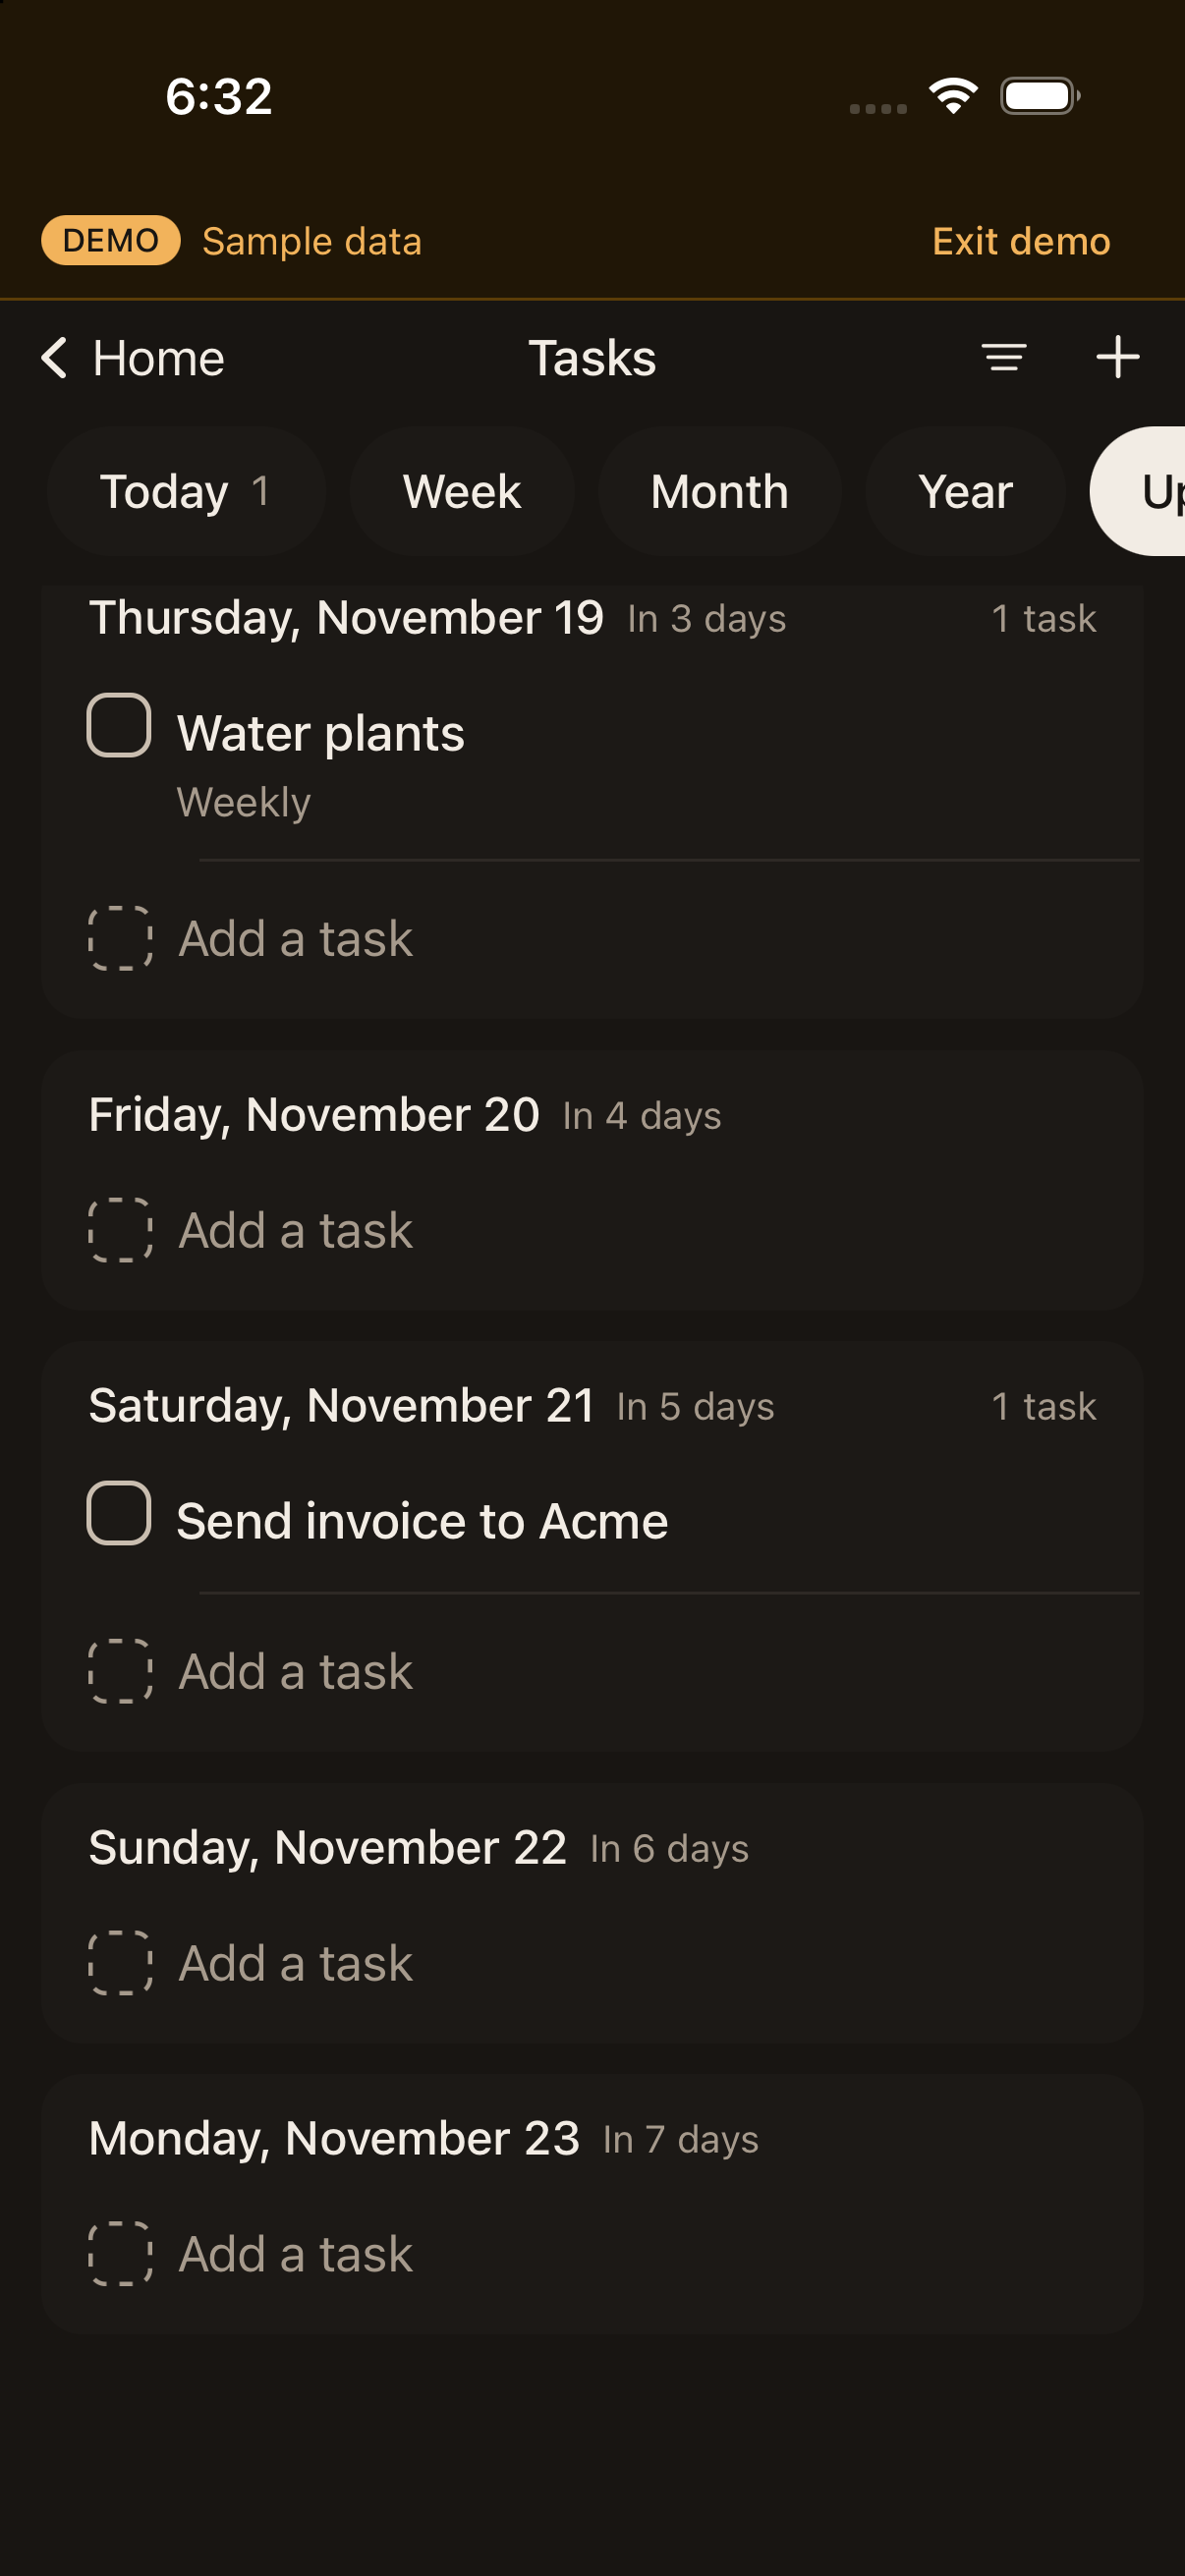 6:32
DEMO Sample data Exit demo
Home Tasks
Today 1 Week Month Year
Thursday, November 19 In 3 days 1 task
Water plants
Weekly
Add a task
Friday, November 20 In 4 days
Add a task
Saturday, November 21 In 5 days 1 task
Send invoice to Acme
Add a task
Sunday, November 22 In 6 days
Add a task
Monday, November 23 In 7 days
Add a task